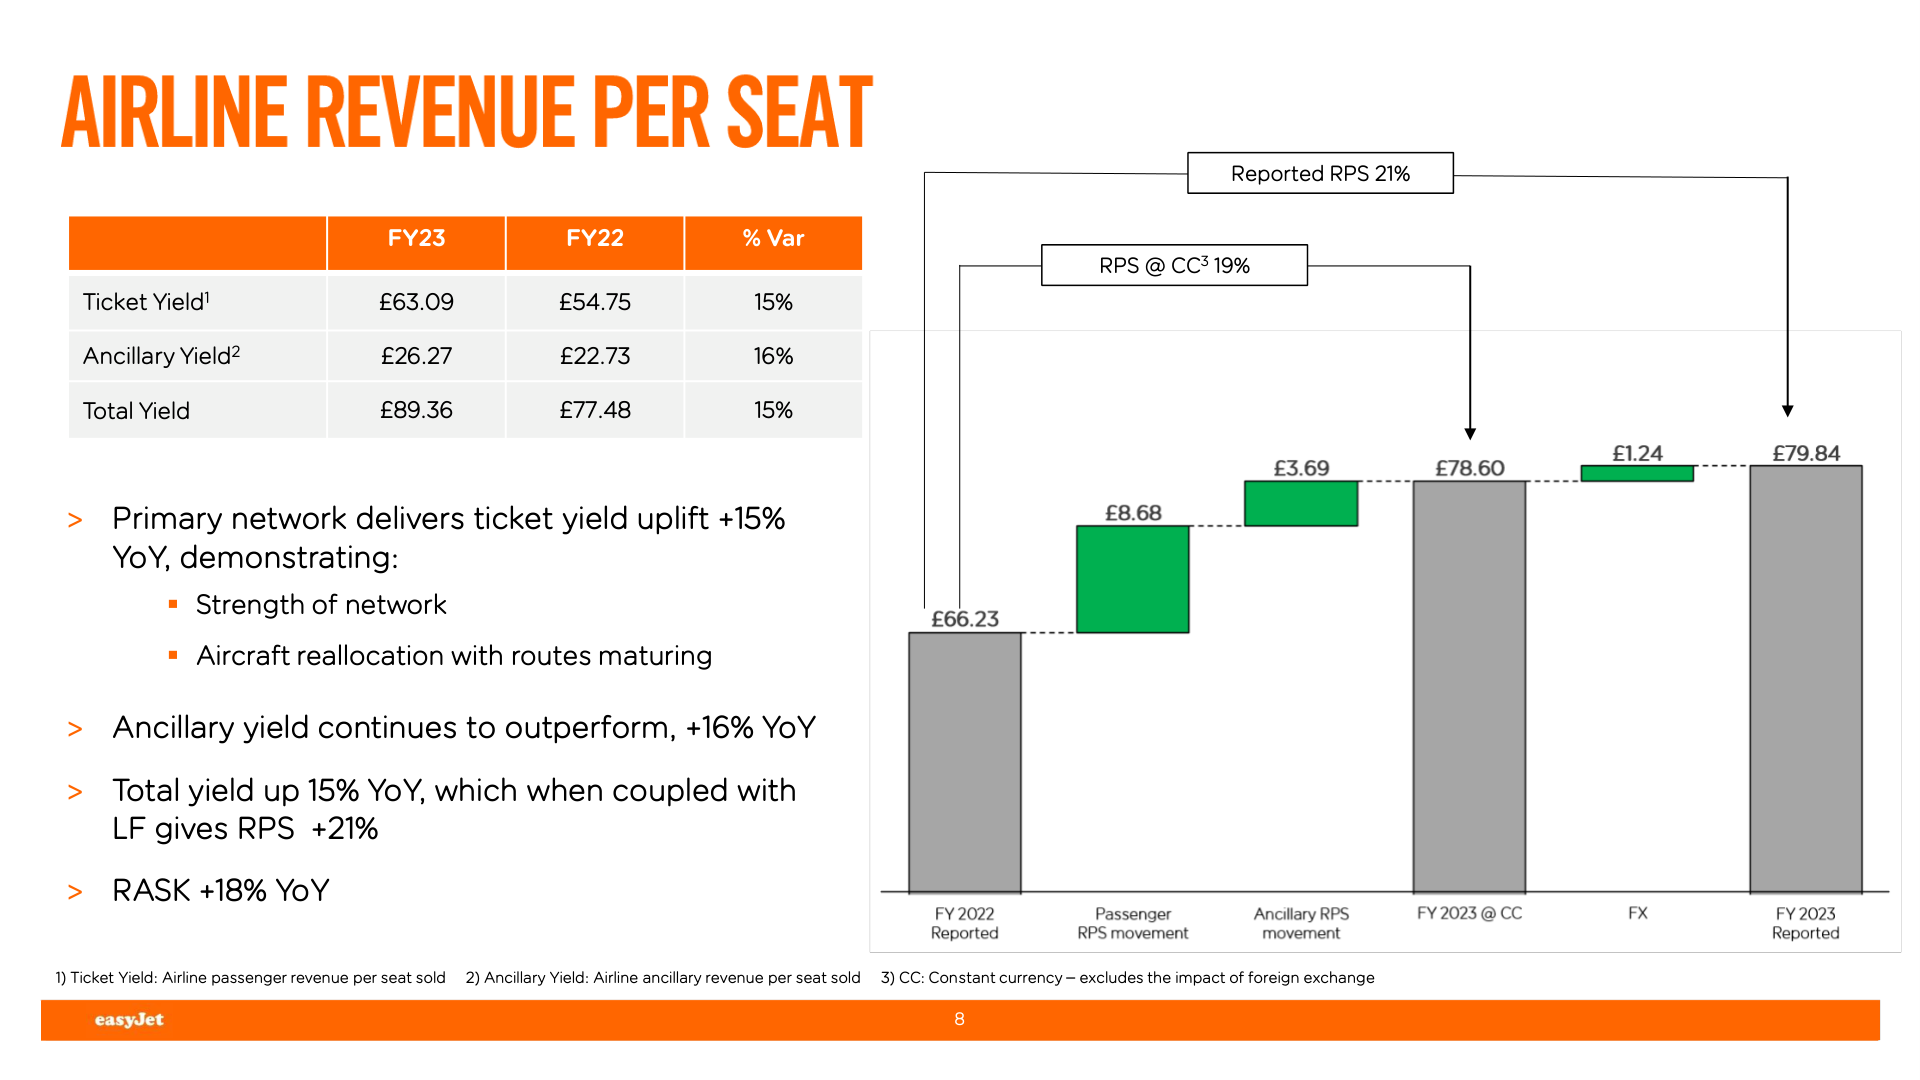 AIRLINE REVENUE PER SEAT
FY23 FY22 % Var
Ticket Yield¹ £63.09 £54.75 15%
Ancillary Yield² £26.27 £22.73 16%
Total Yield £89.36 £77.48 15%
> Primary network delivers ticket yield uplift +15%
YoY, demonstrating:
▪ Strength of network
▪ Aircraft reallocation with routes maturing
> Ancillary yield continues to outperform, +16% YoY
> Total yield up 15% YoY, which when coupled with
LF gives RPS +21%
> RASK +18% YoY
Reported RPS 21%
RPS @ CC³ 19%
£66.23
£8.68
£3.69
£78.60
£1.24
£79.84
FY 2022
Reported
Passenger
RPS movement
Ancillary RPS
movement
FY 2023 @ CC
FX
FY 2023
Reported
1) Ticket Yield: Airline passenger revenue per seat sold 2) Ancillary Yield: Airline ancillary revenue per seat sold 3) CC: Constant currency – excludes the impact of foreign exchange
easyJet 8